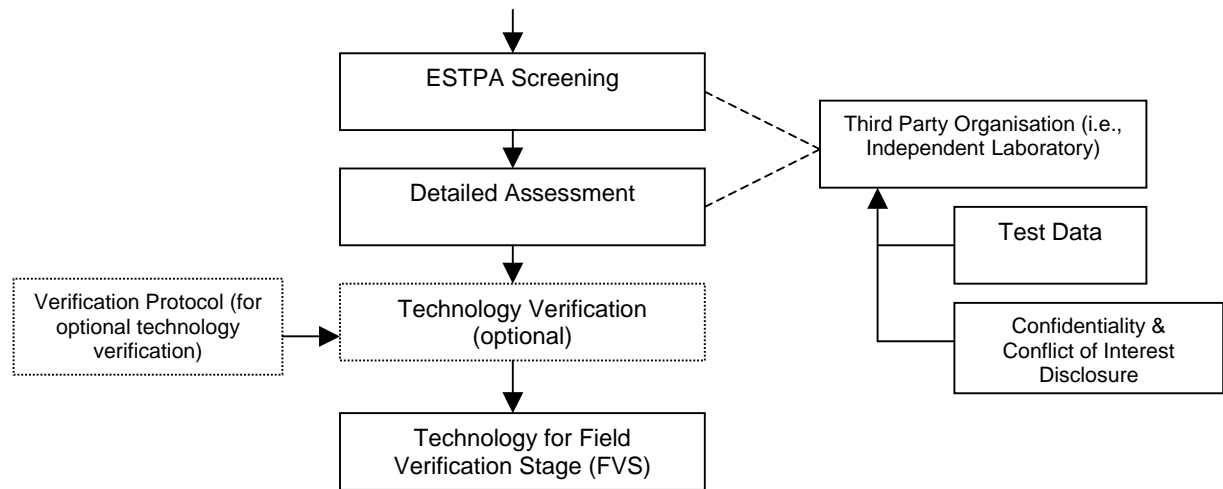 ESTPA Screening
Third Party Organisation (i.e.,
Independent Laboratory)
Detailed Assessment
Test Data
Verification Protocol (for
optional technology
verification)
Technology Verification
(optional)
Confidentiality &
Conflict of Interest
Disclosure
Technology for Field
Verification Stage (FVS)